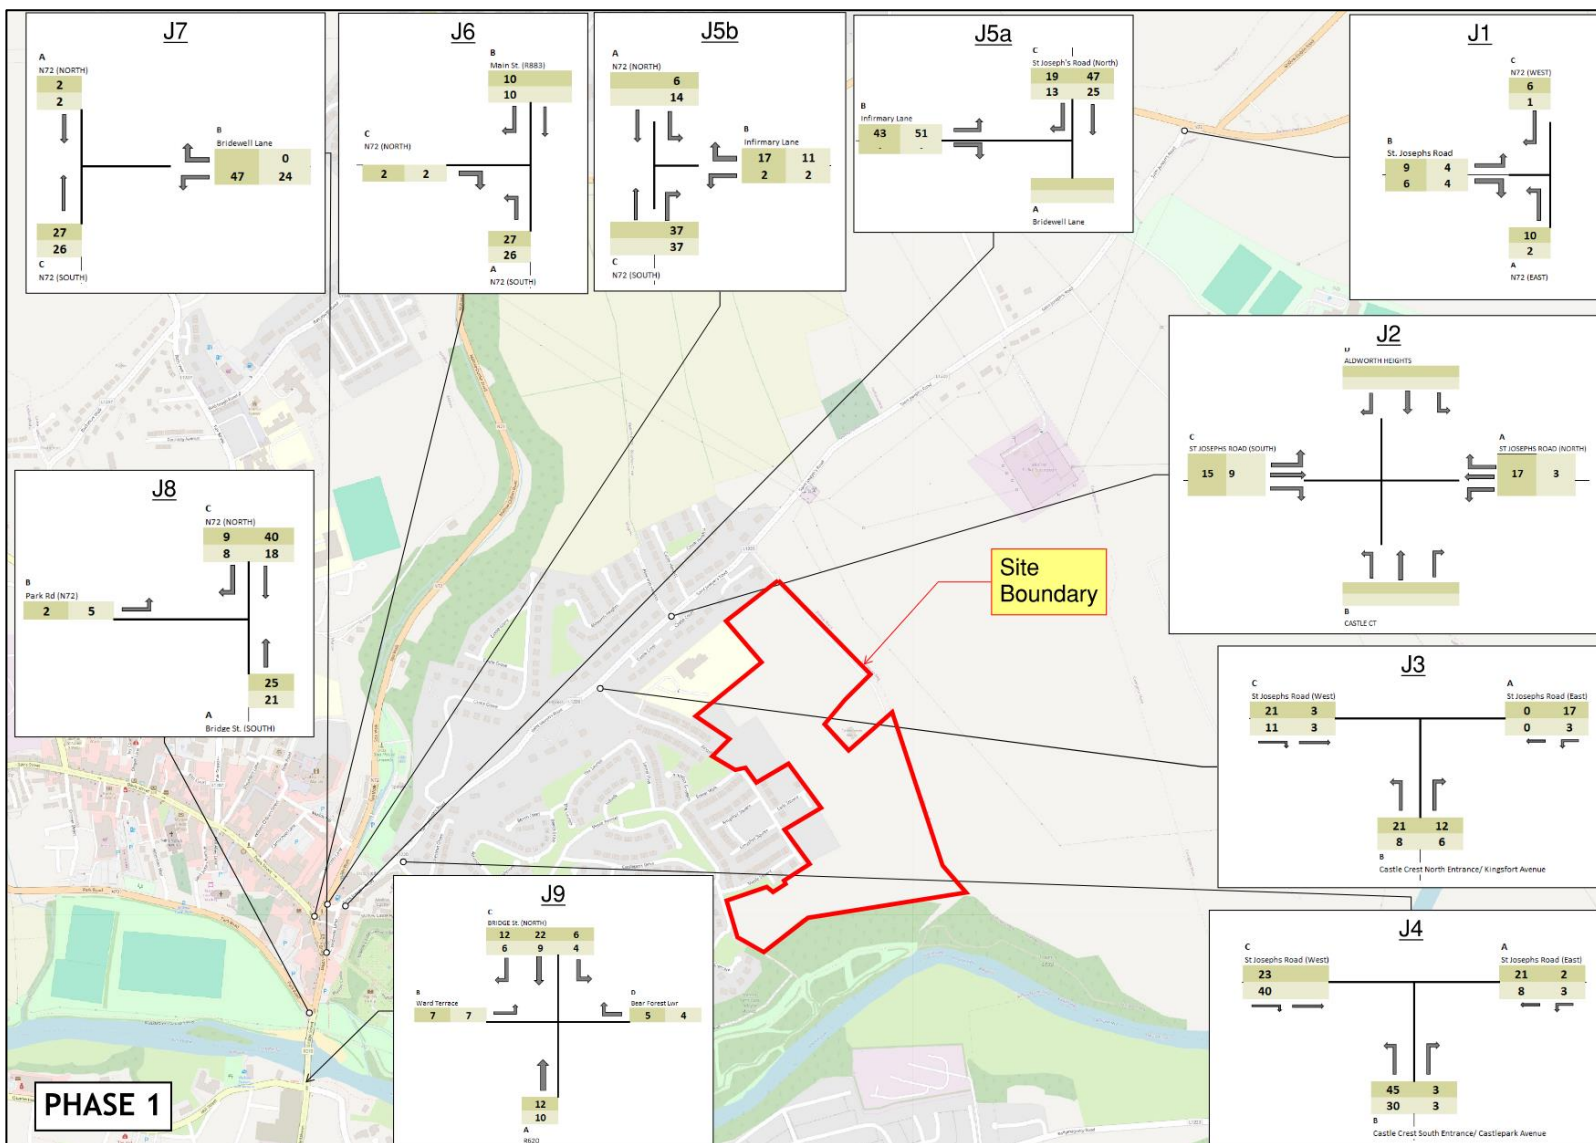 J7
A
N72 (NORTH)
2
2
B
Bridewell Lane
0
47 24
27
26
C
N72 (SOUTH)
J6
B
Main St. (R883)
10
10
C
N72 (NORTH)
2 2
27
26
A
N72 (SOUTH)
J5b
A
N72 (NORTH)
6
14
B
Infirmary Lane
17 11
2 2
37
37
C
N72 (SOUTH)
J5a
C
St Joseph's Road (North)
19 47
13 25
B
Infirmary Lane
43 51
- -
A
Bridewell Lane
J1
C
N72 (WEST)
6
1
B
St. Josephs Road
9 4
6 4
10
2
A
N72 (EAST)
J2
D
ALDWORTH HEIGHTS
C
ST JOSEPHS ROAD (SOUTH)
15 9
A
ST JOSEPHS ROAD (NORTH)
17 3
B
CASTLE CT
J8
C
N72 (NORTH)
9 40
8 18
B
Park Rd (N72)
2 5
25
21
A
Bridge St. (SOUTH)
Site
Boundary
J3
C
St Josephs Road (West)
21 3
11 3
A
St Josephs Road (East)
0 17
0 3
21 12
8 6
B
Castle Crest North Entrance/ Kingsfort Avenue
J9
C
BRIDGE St. (NORTH)
12 22 6
6 9 4
B
Ward Terrace
7 7
D
Bear Forest Lwr
5 4
12
10
A
R620
J4
C
St Josephs Road (West)
23
40
A
St Josephs Road (East)
21 2
8 3
45 3
30 3
B
Castle Crest South Entrance/ Castlepark Avenue
PHASE 1